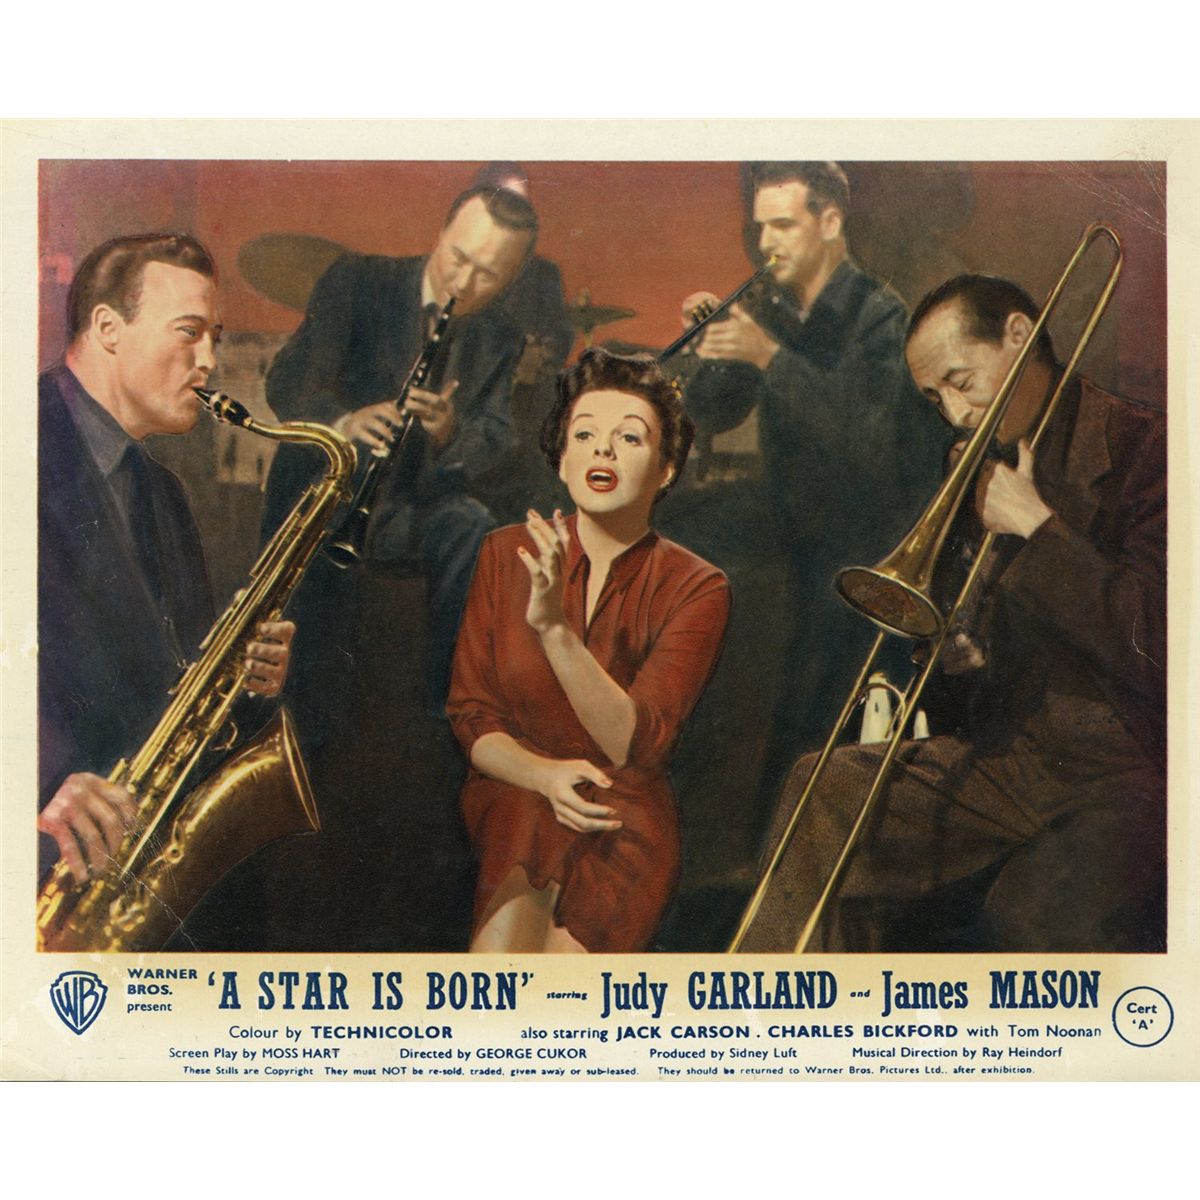 WB
WARNER BROS. present 'A STAR IS BORN' starring Judy GARLAND and James MASON
Cert 'A'
Colour by TECHNICOLOR also starring JACK CARSON . CHARLES BICKFORD with Tom Noonan
Screen Play by MOSS HART Directed by GEORGE CUKOR Produced by Sidney Luft Musical Direction by Ray Heindorf
These Stills are Copyright They must NOT be re-sold, traded, given away or sub-leased. They should be returned to Warner Bros. Pictures Ltd., after exhibition.